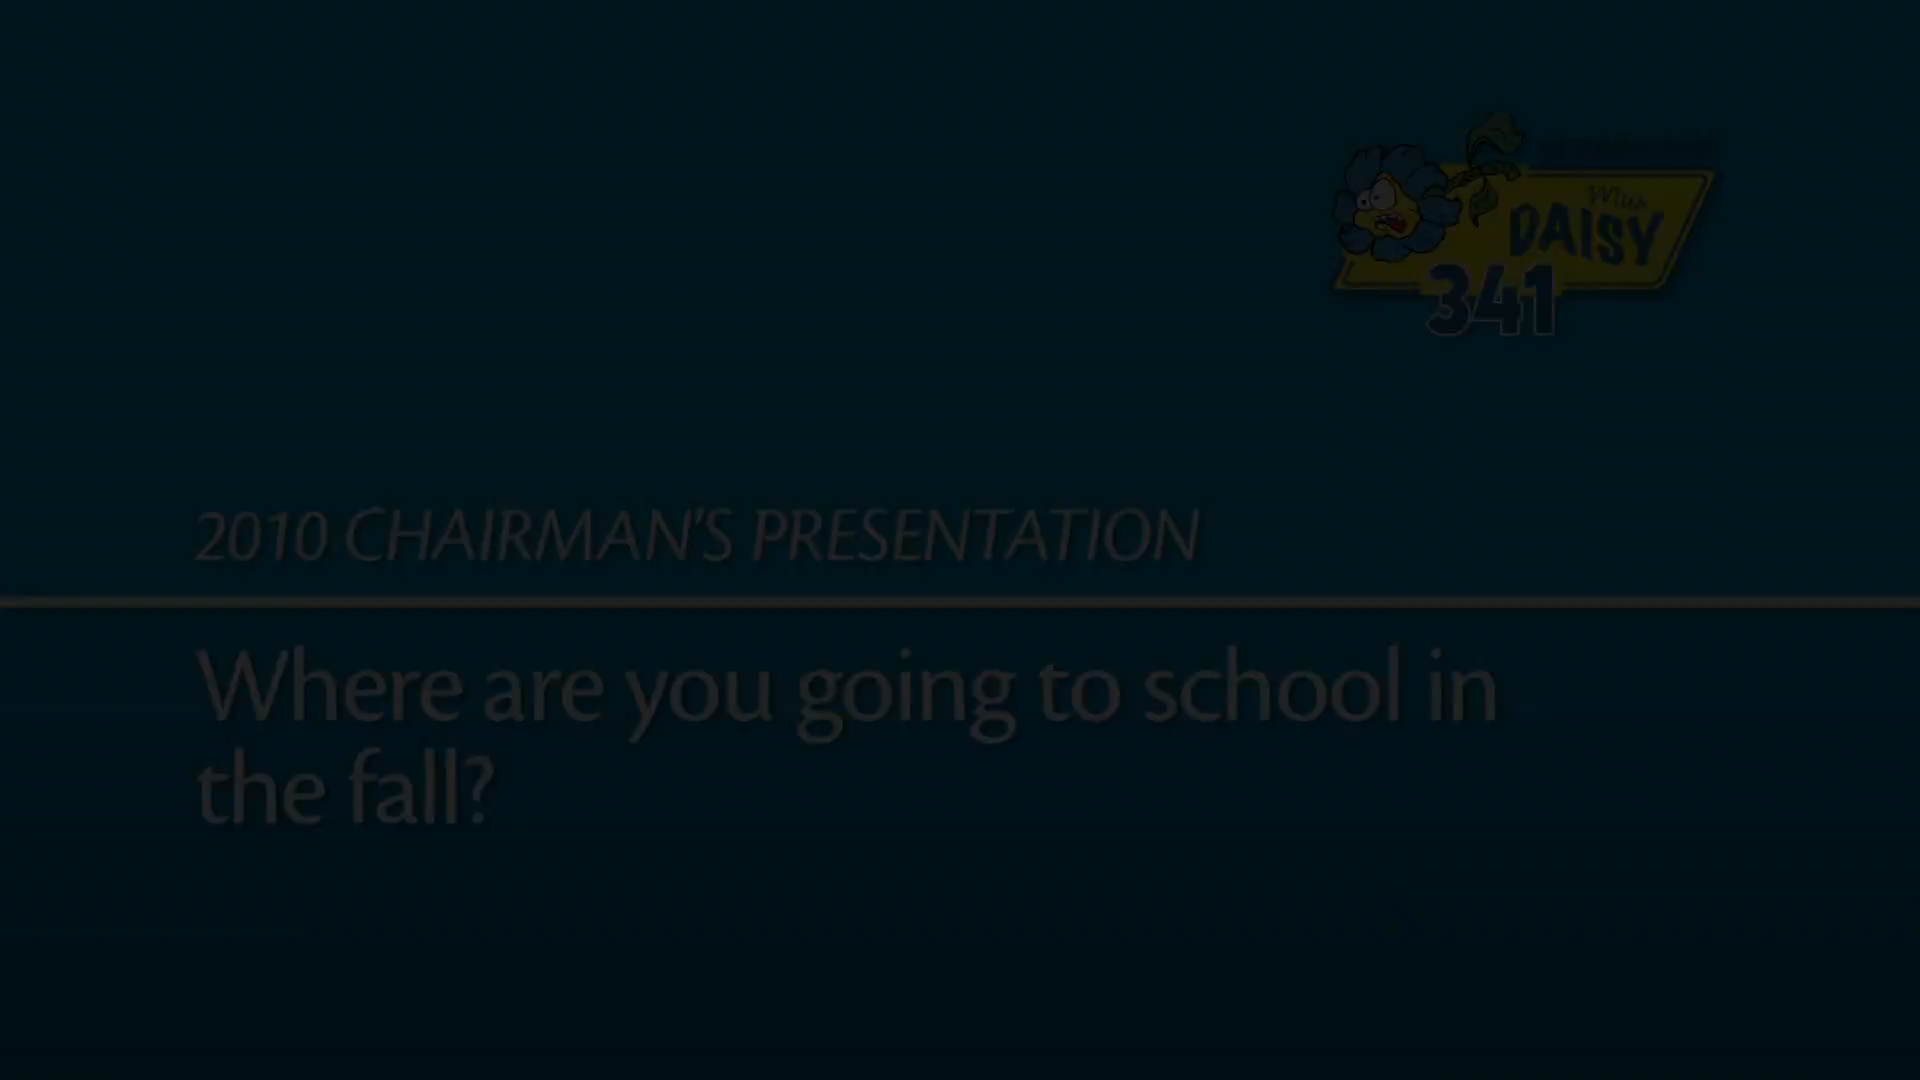 Miss
DAISY
341
2010 CHAIRMAN'S PRESENTATION
Where are you going to school in
the fall?